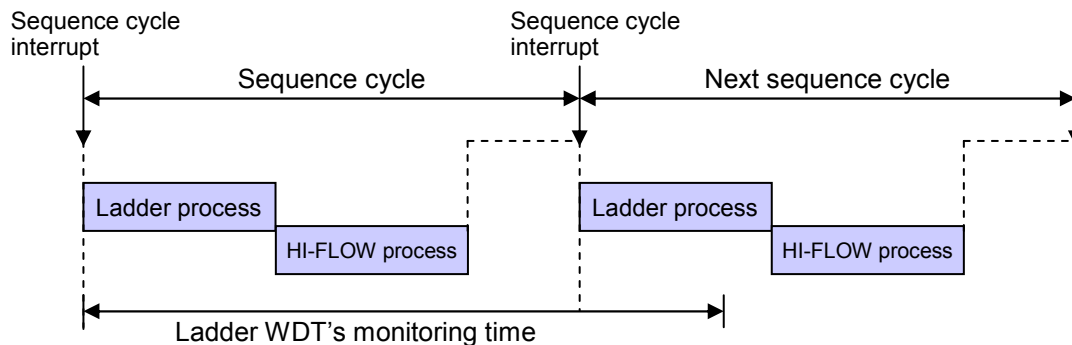 Sequence cycle
interrupt
Sequence cycle
interrupt
Sequence cycle
Next sequence cycle
Ladder process
Ladder process
HI-FLOW process
HI-FLOW process
Ladder WDT’s monitoring time